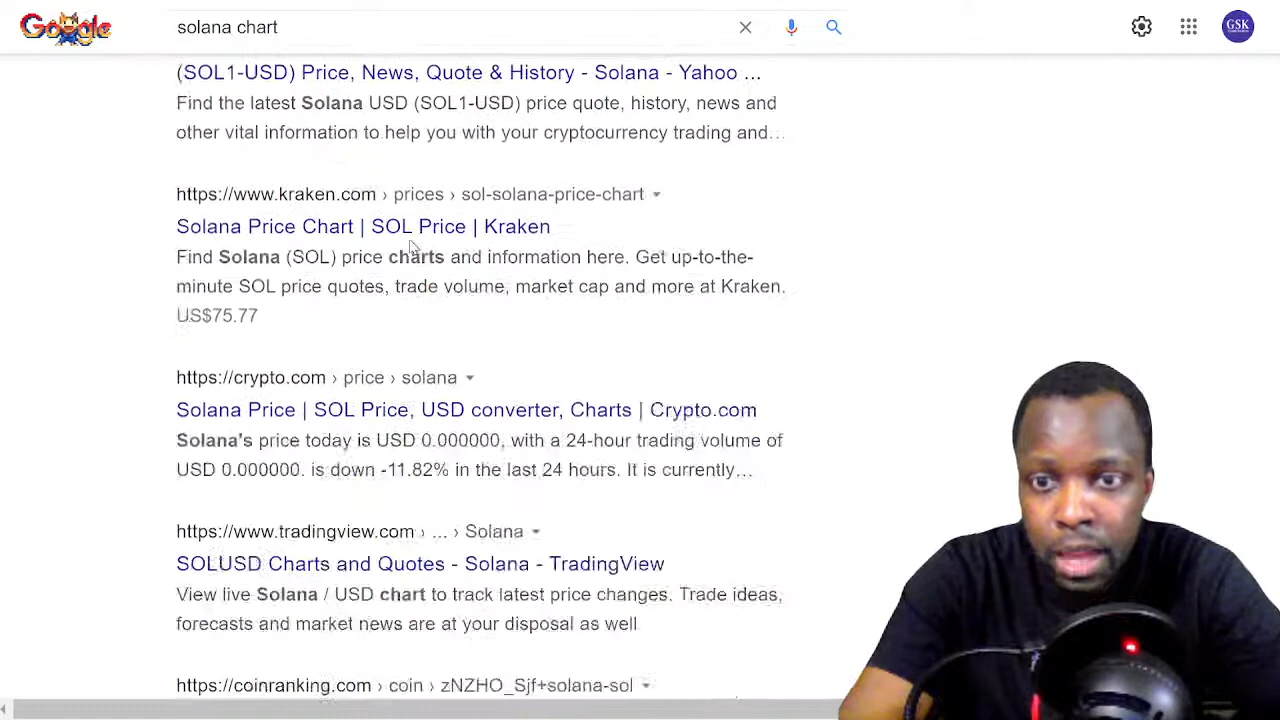 Google
solana chart
GSK
(SOL1-USD) Price, News, Quote & History - Solana - Yahoo ...
Find the latest Solana USD (SOL1-USD) price quote, history, news and
other vital information to help you with your cryptocurrency trading and...
https://www.kraken.com › prices › sol-solana-price-chart
Solana Price Chart | SOL Price | Kraken
Find Solana (SOL) price charts and information here. Get up-to-the-
minute SOL price quotes, trade volume, market cap and more at Kraken.
US$75.77
https://crypto.com › price › solana
Solana Price | SOL Price, USD converter, Charts | Crypto.com
Solana's price today is USD 0.000000, with a 24-hour trading volume of
USD 0.000000. is down -11.82% in the last 24 hours. It is currently...
https://www.tradingview.com › ... › Solana
SOLUSD Charts and Quotes - Solana - TradingView
View live Solana / USD chart to track latest price changes. Trade ideas,
forecasts and market news are at your disposal as well
https://coinranking.com › coin › zNZHO_Sjf+solana-sol